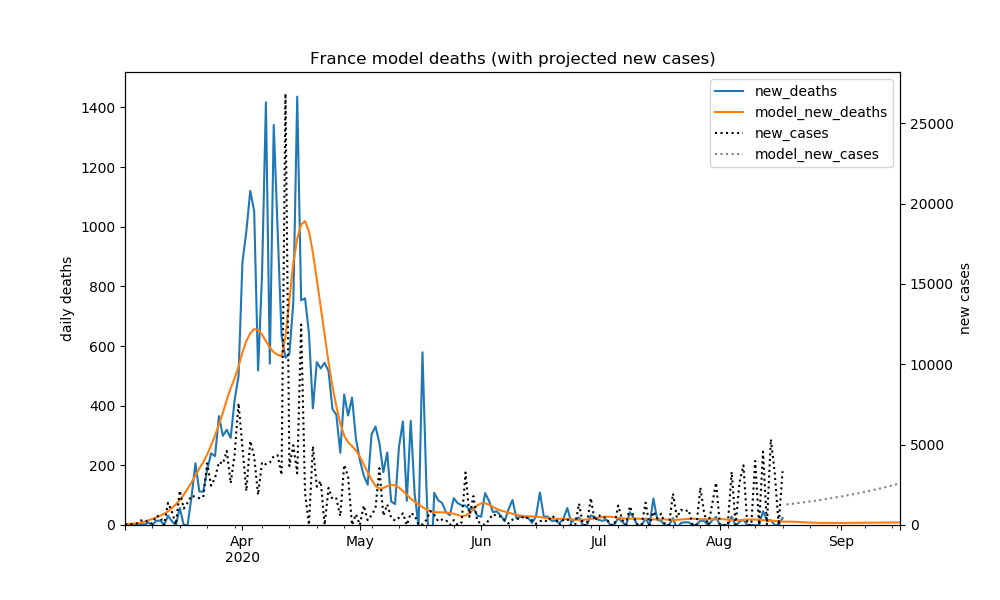 France model deaths (with projected new cases)
new_deaths
model_new_deaths
new_cases
model_new_cases
daily deaths
1400
1200
1000
800
600
400
200
0
25000
20000
15000
10000
5000
0
new cases
Apr
2020
May
Jun
Jul
Aug
Sep